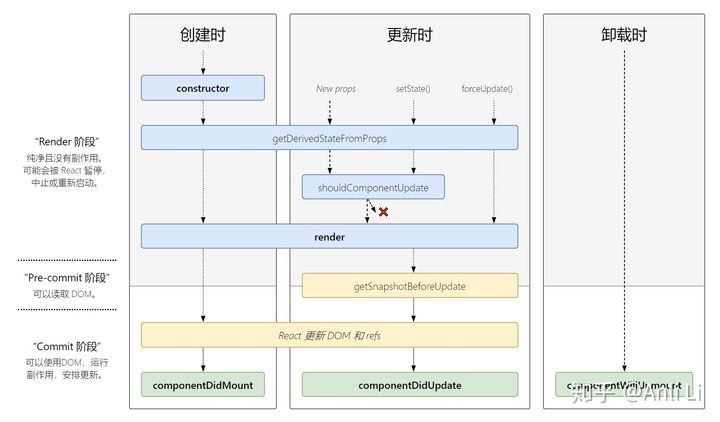 创建时
更新时
卸载时
constructor
New props
setState()
forceUpdate()
“Render 阶段”
纯净且没有副作用。
可能会被 React 暂停，
中止或重新启动。
getDerivedStateFromProps
shouldComponentUpdate
render
“Pre-commit 阶段”
可以读取 DOM。
getSnapshotBeforeUpdate
“Commit 阶段”
可以使用DOM，运行
副作用，安排更新。
React 更新 DOM 和 refs
componentDidMount
componentDidUpdate
componentWillUnmount
知乎 @Anti Li